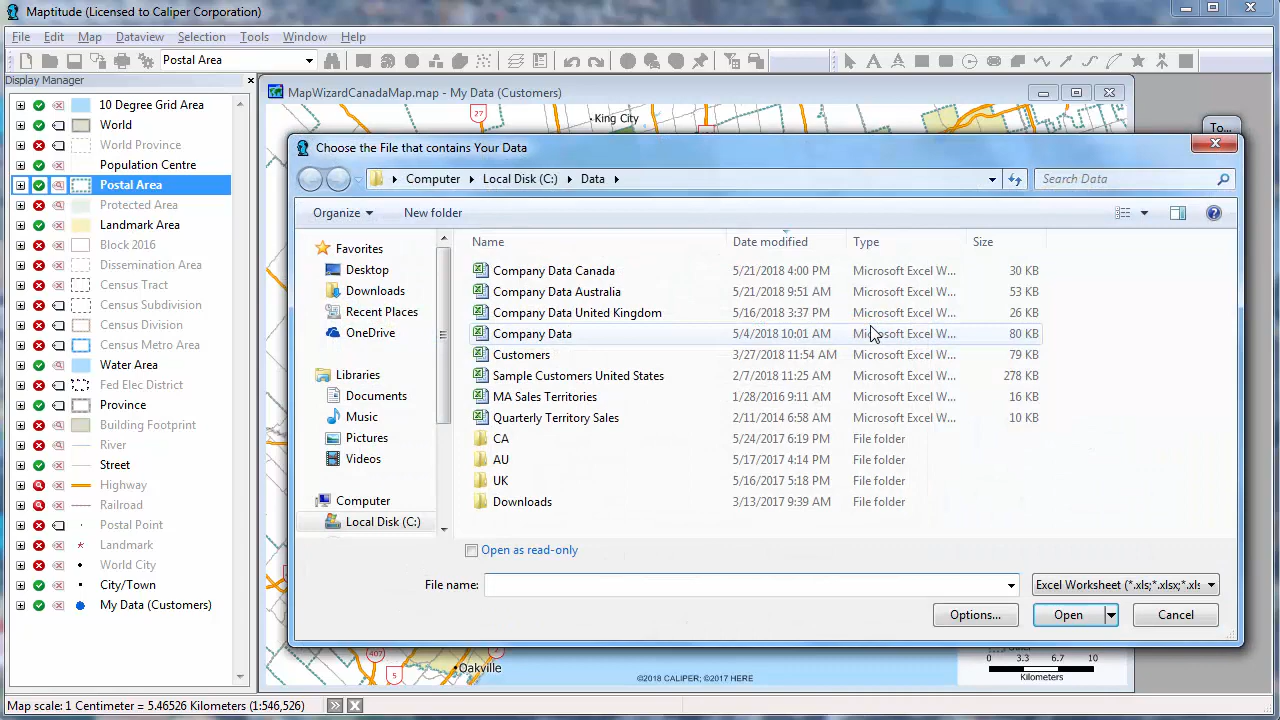 Maptitude (Licensed to Caliper Corporation)
File Edit Map Dataview Selection Tools Window Help
Postal Area
Display Manager
10 Degree Grid Area
World
World Province
Population Centre
Postal Area
Protected Area
Landmark Area
Block 2016
Dissemination Area
Census Tract
Census Subdivision
Census Division
Census Metro Area
Water Area
Fed Elec District
Province
Building Footprint
River
Street
Highway
Railroad
Postal Point
Landmark
World City
City/Town
My Data (Customers)
Map scale: 1 Centimeter = 5.46526 Kilometers (1:546,526)
MapWizardCanadaMap.map - My Data (Customers)
27
King City
To...
Choose the File that contains Your Data
Computer Local Disk (C:) Data
Search Data
Organize New folder
Favorites
Desktop
Downloads
Recent Places
OneDrive
Libraries
Documents
Music
Pictures
Videos
Computer
Local Disk (C:)
Name Date modified Type Size
Company Data Canada 5/21/2018 4:00 PM Microsoft Excel W... 30 KB
Company Data Australia 5/21/2018 9:51 AM Microsoft Excel W... 53 KB
Company Data United Kingdom 5/16/2018 3:37 PM Microsoft Excel W... 26 KB
Company Data 5/4/2018 10:01 AM Microsoft Excel W... 80 KB
Customers 3/27/2018 11:54 AM Microsoft Excel W... 79 KB
Sample Customers United States 2/7/2018 11:25 AM Microsoft Excel W... 278 KB
MA Sales Territories 1/28/2016 9:11 AM Microsoft Excel W... 16 KB
Qurterly Territory Sales 2/11/2016 6:58 AM Microsoft Excel W... 10 KB
CA 5/24/2017 6:19 PM File folder
AU 5/17/2017 4:14 PM File folder
UK 5/16/2017 5:18 PM File folder
Downloads 3/13/2017 9:39 AM File folder
Open as read-only
File name:
Excel Worksheet (*.xls;*.xlsx;*.xls
Options... Open Cancel
407
5
Oakville
©2018 CALIPER; ©2017 HERE
0 3.3 6.7 10
Kilometers